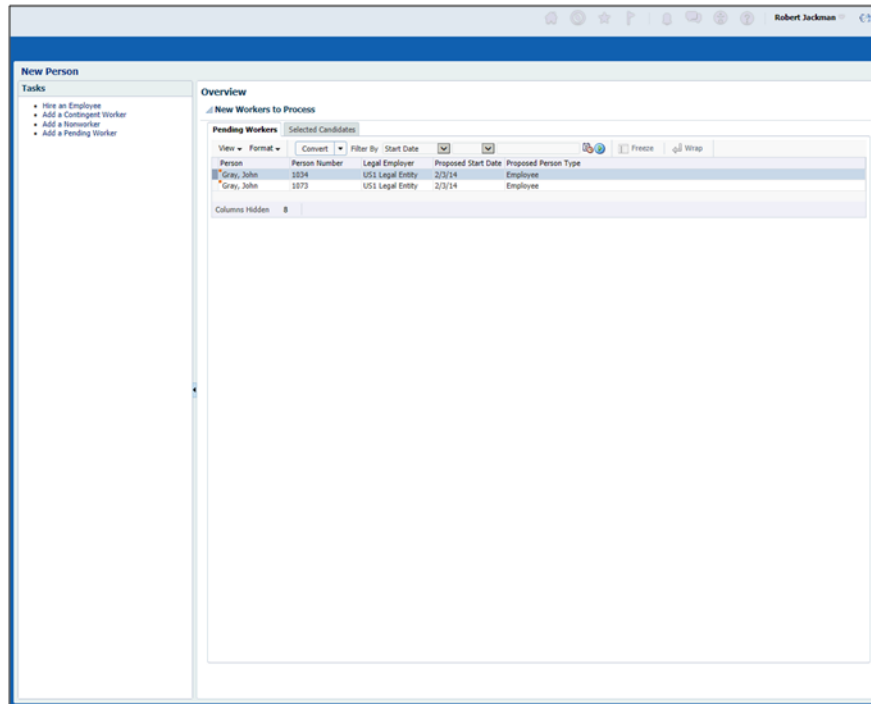 Robert Jackman
New Person
Tasks
Hire an Employee
Add a Contingent Worker
Add a Nonworker
Add a Pending Worker
Overview
New Workers to Process
Pending Workers Selected Candidates
View Format Convert Filter By Start Date Freeze Wrap
Person Person Number Legal Employer Proposed Start Date Proposed Person Type
Gray, John 1034 US1 Legal Entity 2/3/14 Employee
Gray, John 1073 US1 Legal Entity 2/3/14 Employee
Columns Hidden 8